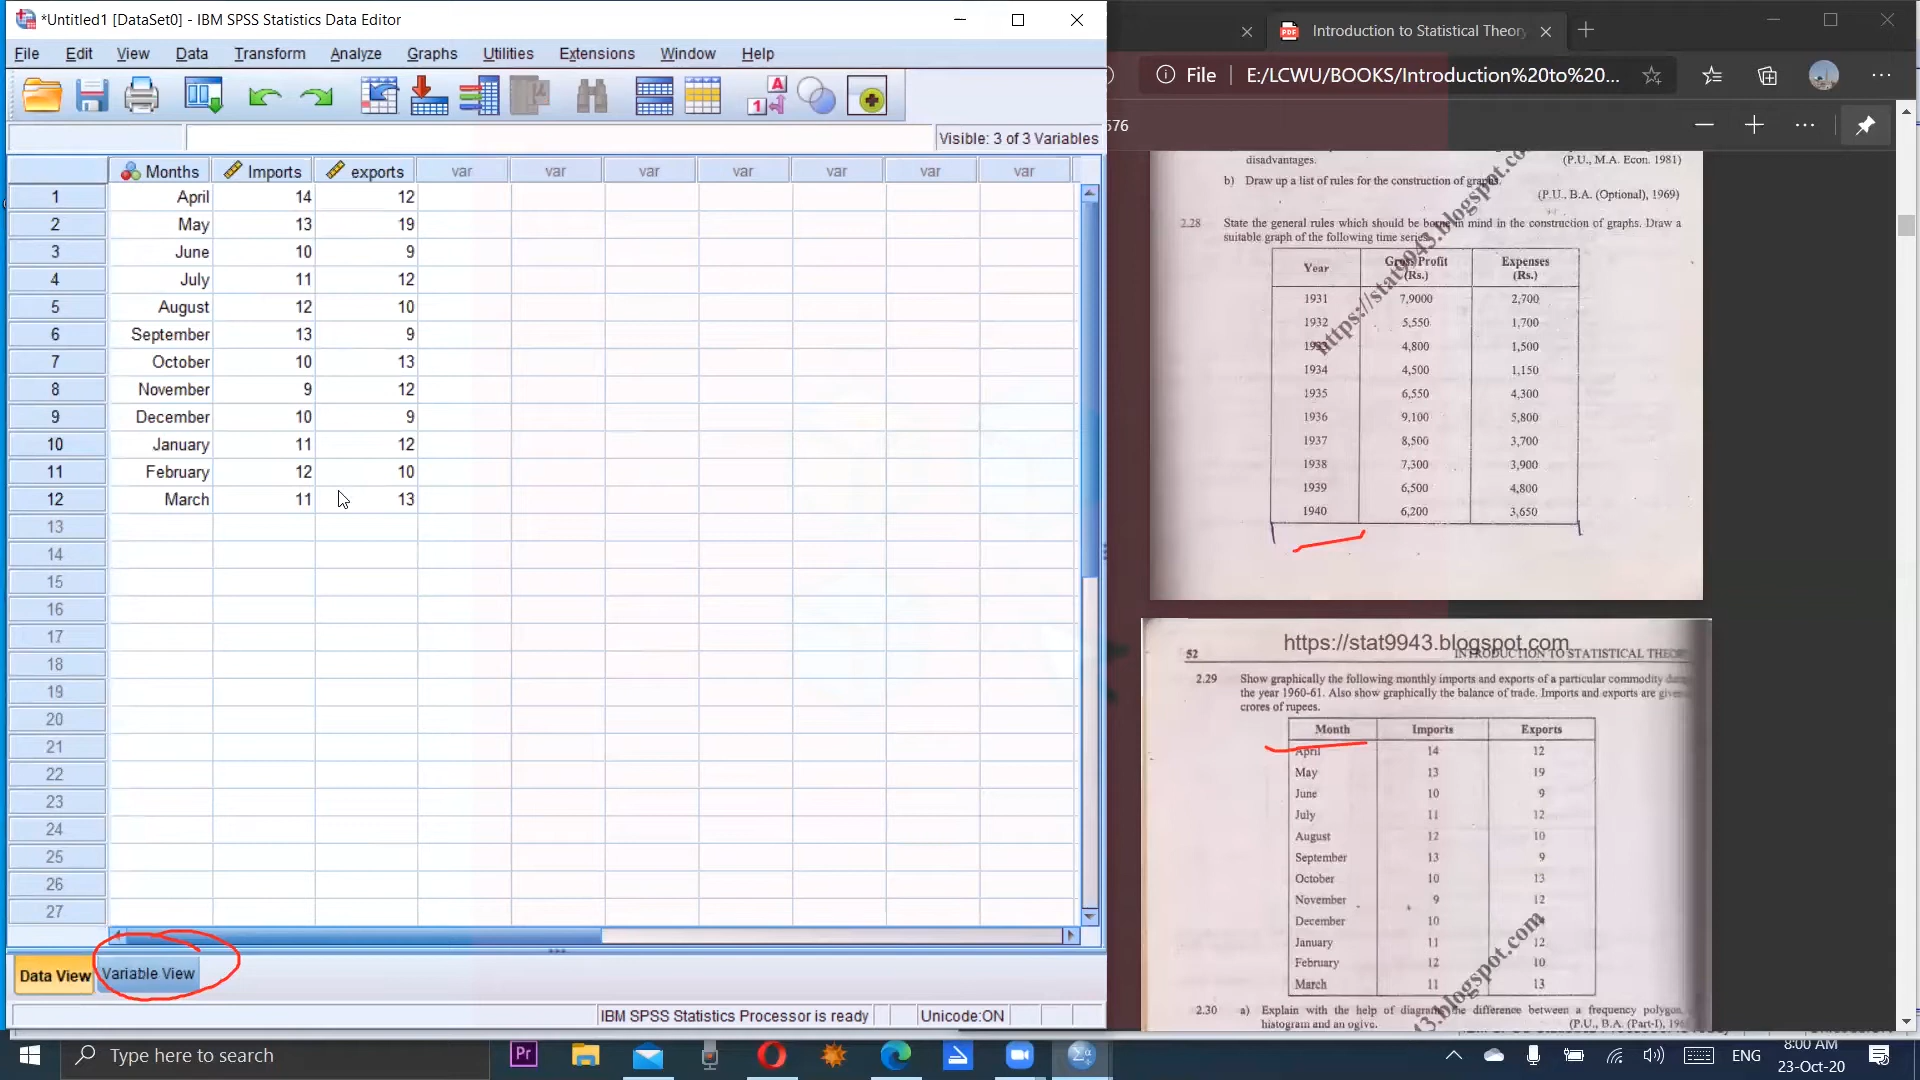 *Untitled1 [DataSet0] - IBM SPSS Statistics Data Editor
File Edit View Data Transform Analyze Graphs Utilities Extensions Window Help
Visible: 3 of 3 Variables
Months Imports exports var var var var var var var
1 April 14 12
2 May 13 19
3 June 10 9
4 July 11 12
5 August 12 10
6 September 13 9
7 October 10 13
8 November 9 12
9 December 10 9
10 January 11 12
11 February 12 10
12 March 11 13
13
14
15
16
17
18
19
20
21
22
23
24
25
26
27
Data View Variable View
IBM SPSS Statistics Processor is ready Unicode:ON
Introduction to Statistical Theory
File E:/LCWU/BOOKS/Introduction%20to%20...
576
disadvantages. (P.U., M.A. Econ. 1981)
b) Draw up a list of rules for the construction of graphs.
(P.U., B.A. (Optional), 1969)
2.28 State the general rules which should be borne in mind in the construction of graphs. Draw a
suitable graph of the following time series
Year Gross Profit (Rs.) Expenses (Rs.)
1931 7,9000 2,700
1932 5,550 1,700
1933 4,800 1,500
1934 4,500 1,150
1935 6,550 4,300
1936 9,100 5,800
1937 8,500 3,700
1938 7,300 3,900
1939 6,500 4,800
1940 6,200 3,650
https://stat9943.blogspot.co
https://stat9943.blogspot.com
52 INTRODUCTION TO STATISTICAL THEO
2.29 Show graphically the following monthly imports and exports of a particular commodity
the year 1960-61. Also show graphically the balance of trade. Imports and exports are give
crores of rupees.
Month Imports Exports
April 14 12
May 13 19
June 10 9
July 11 12
August 12 10
September 13 9
October 10 13
November 9 12
December 10
January 11 12
February 12 10
March 11 13
43.blogspot.com
2.30 a) Explain with the help of diagram, the difference between a frequency polygon,
histogram and an ogive. (P.U., B.A. (Part-I), 196
Type here to search
Pr
ENG
8:00 AM
23-Oct-20